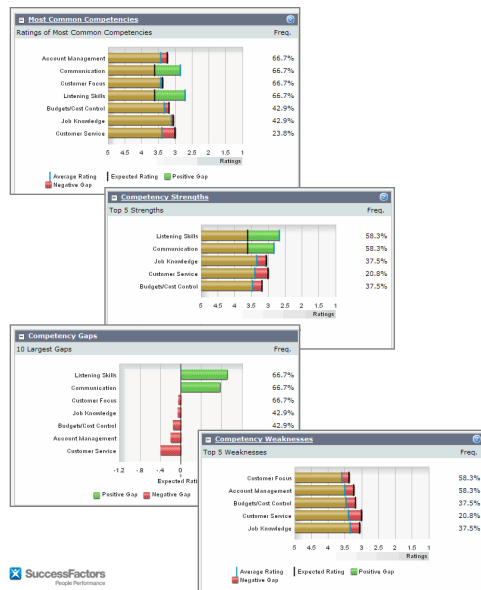 Most Common Competencies
Ratings of Most Common Competencies Freq.
Account Management 66.7%
Communication 66.7%
Customer Focus 66.7%
Listening Skills 66.7%
Budgets/Cost Control 42.9%
Job Knowledge 42.9%
Customer Service 23.8%
5 4.5 4 3.5 3 2.5 2 1.5 1
Ratings
Average Rating Expected Rating Positive Gap
Negative Gap
Competency Strengths
Top 5 Strengths Freq.
Listening Skills 58.3%
Communication 58.3%
Job Knowledge 37.5%
Customer Service 20.8%
Budgets/Cost Control 37.5%
5 4.5 4 3.5 3 2.5 2 1.5 1
Ratings
Competency Gaps
10 Largest Gaps Freq.
Listening Skills 66.7%
Communication 66.7%
Customer Focus 66.7%
Job Knowledge 42.9%
Budgets/Cost Control 42.9%
Account Management
Customer Service
-1.2 -.8 -.4 0
Expected Rati
Positive Gap Negative Gap
Competency Weaknesses
Top 5 Weaknesses Freq.
Customer Focus 58.3%
Account Management 58.3%
Budgets/Cost Control 37.5%
Customer Service 20.8%
Job Knowledge 37.5%
5 4.5 4 3.5 3 2.5 2 1.5 1
Ratings
Average Rating Expected Rating Positive Gap
Negative Gap
SuccessFactors
People Performance